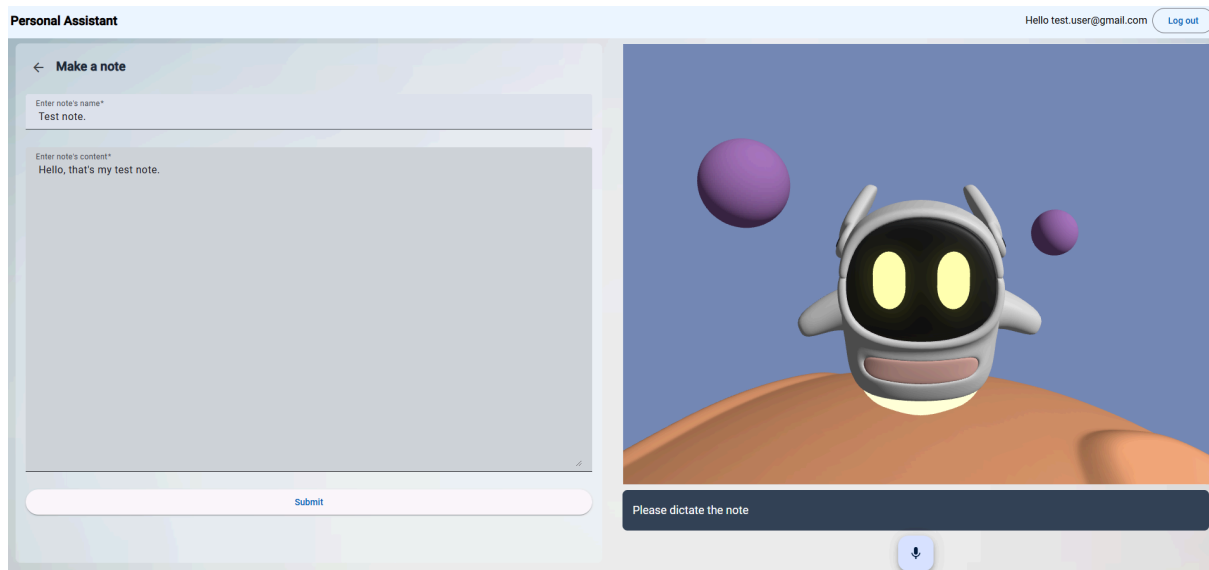 Personal Assistant
Hello test.user@gmail.com
Log out
Make a note
Enter note's name*
Test note.
Enter note's content*
Hello, that's my test note.
Submit
Please dictate the note